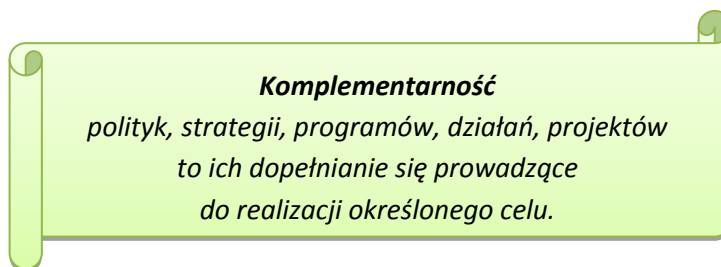 Komplementarność
polityk, strategii, programów, działań, projektów
to ich dopełnianie się prowadzące
do realizacji określonego celu.